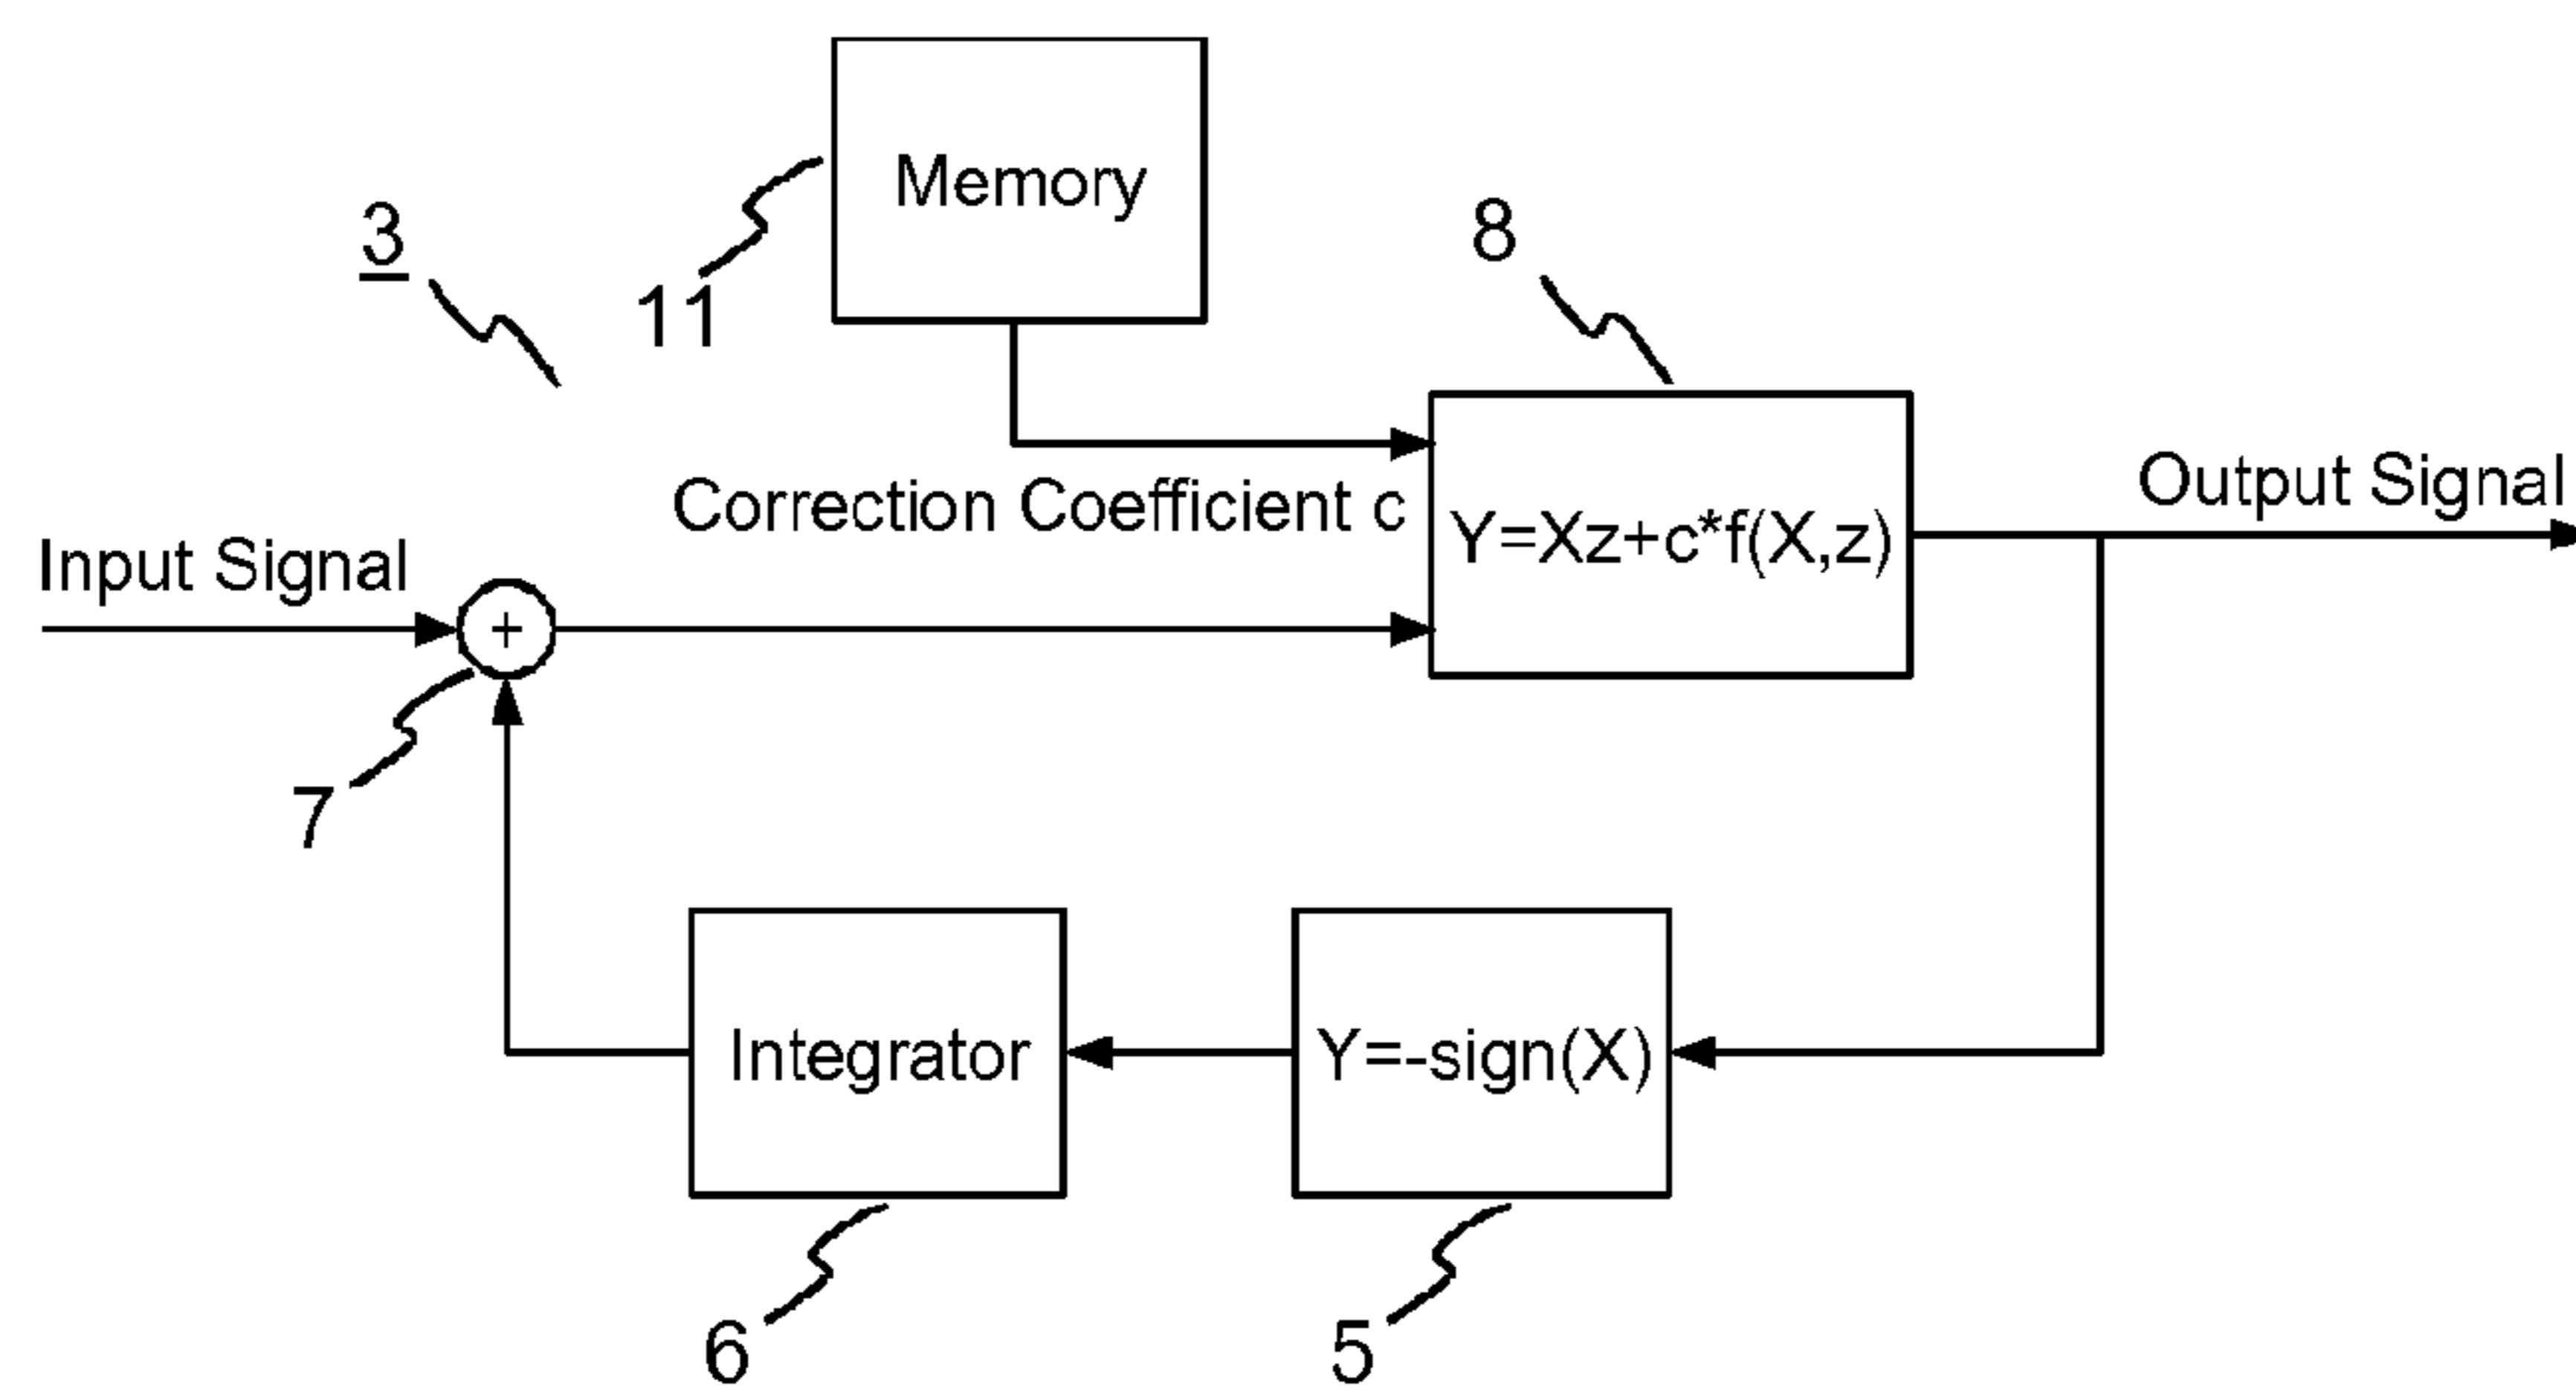 Memory
3
11
8
Correction Coefficient c
Y=Xz+c*f(X,z)
Output Signal
Input Signal
+
7
Integrator
Y=-sign(X)
6
5